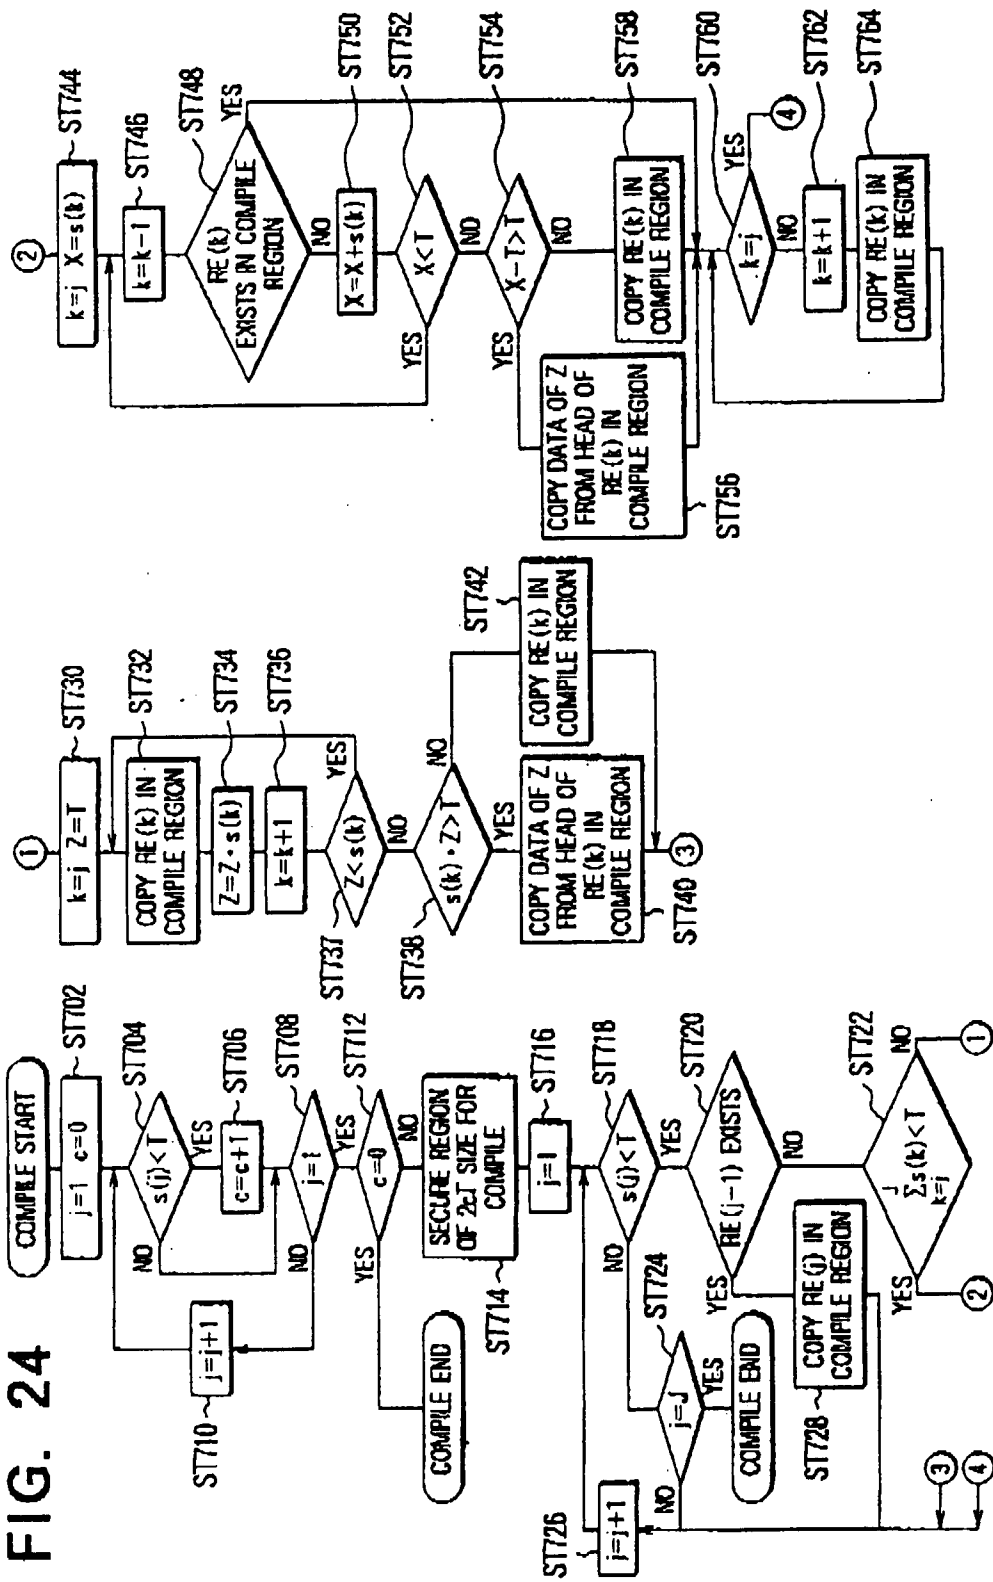 FIG. 24
COMPILE START
j=1 c=0
ST702
s(j)<T
ST704
YES
NO
c=c+1
ST706
j=1
ST708
YES
NO
j=j+1
ST710
c=0
ST712
YES
NO
COMPILE END
SECURE REGION
OF 2cT SIZE FOR
COMPILE
ST714
j=1
ST716
s(j)<T
ST718
NO
YES
RE(j-1) EXISTS
ST720
YES
NO
j
Σs(k)<T
k=j
ST722
NO
YES
1
2
j=J
ST724
NO
YES
COMPILE END
j=j+1
ST726
COPY RE(j) IN
COMPILE REGION
ST728
3
4
1
k=j Z=T
ST730
COPY RE(k) IN
COMPILE REGION
ST732
Z=Z·s(k)
ST734
k=k+1
ST736
Z<s(k)
ST737
YES
NO
s(k)·Z>T
ST738
NO
YES
COPY DATA OF Z
FROM HEAD OF
RE(k) IN
COMPILE REGION
ST740
COPY RE(k) IN
COMPILE REGION
ST742
3
2
k=j X=s(k)
ST744
k=k-1
ST746
RE(k)
EXISTS IN COMPILE
REGION
ST748
YES
NO
X=X+s(k)
ST750
X<T
ST752
YES
NO
X-T>T
ST754
YES
NO
COPY DATA OF Z
FROM HEAD OF
RE(k) IN
COMPILE REGION
ST756
COPY RE(k) IN
COMPILE REGION
ST758
k=j
ST760
YES
4
NO
k=k+1
ST762
COPY RE(k) IN
COMPILE REGION
ST764